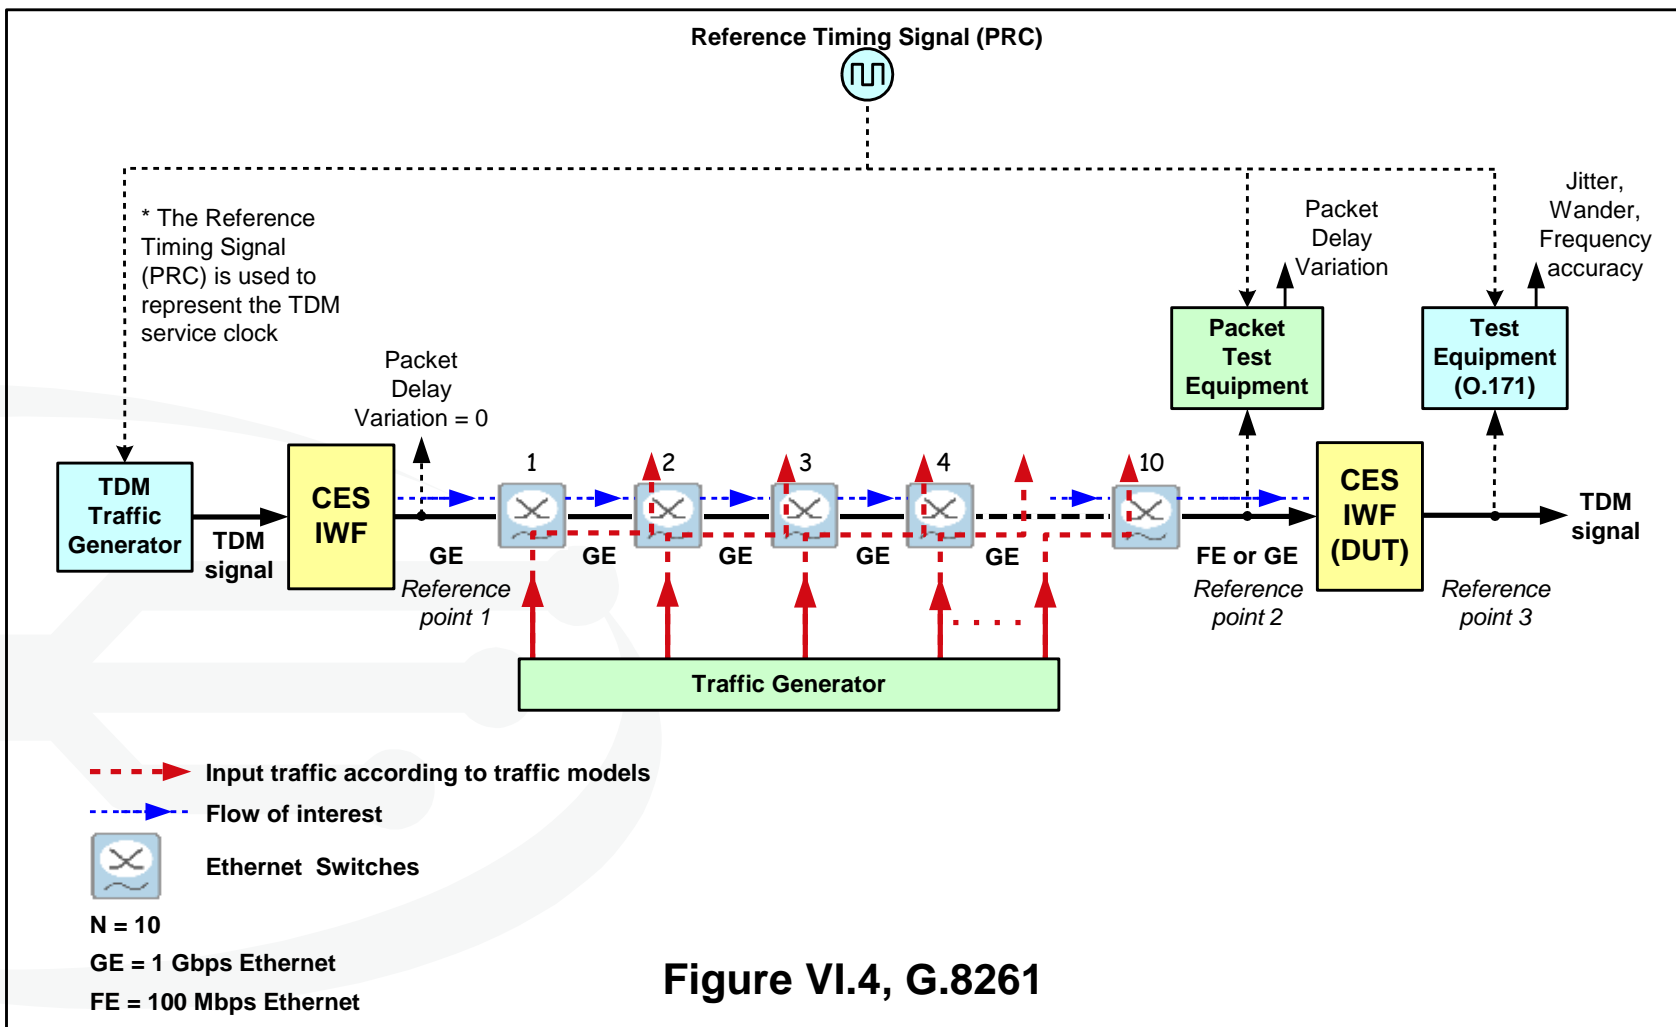 Reference Timing Signal (PRC)
* The Reference
Timing Signal
(PRC) is used to
represent the TDM
service clock
Packet
Delay
Variation
Jitter,
Wander,
Frequency
accuracy
Packet
Test
Equipment
Test
Equipment
(O.171)
Packet
Delay
Variation = 0
TDM
Traffic
Generator
TDM
signal
CES
IWF
1
2
3
4
10
GE
GE
GE
GE
GE
FE or GE
Reference
point 1
Reference
point 2
CES
IWF
(DUT)
TDM
signal
Reference
point 3
Traffic Generator
Input traffic according to traffic models
Flow of interest
Ethernet Switches
N = 10
GE = 1 Gbps Ethernet
FE = 100 Mbps Ethernet
Figure VI.4, G.8261